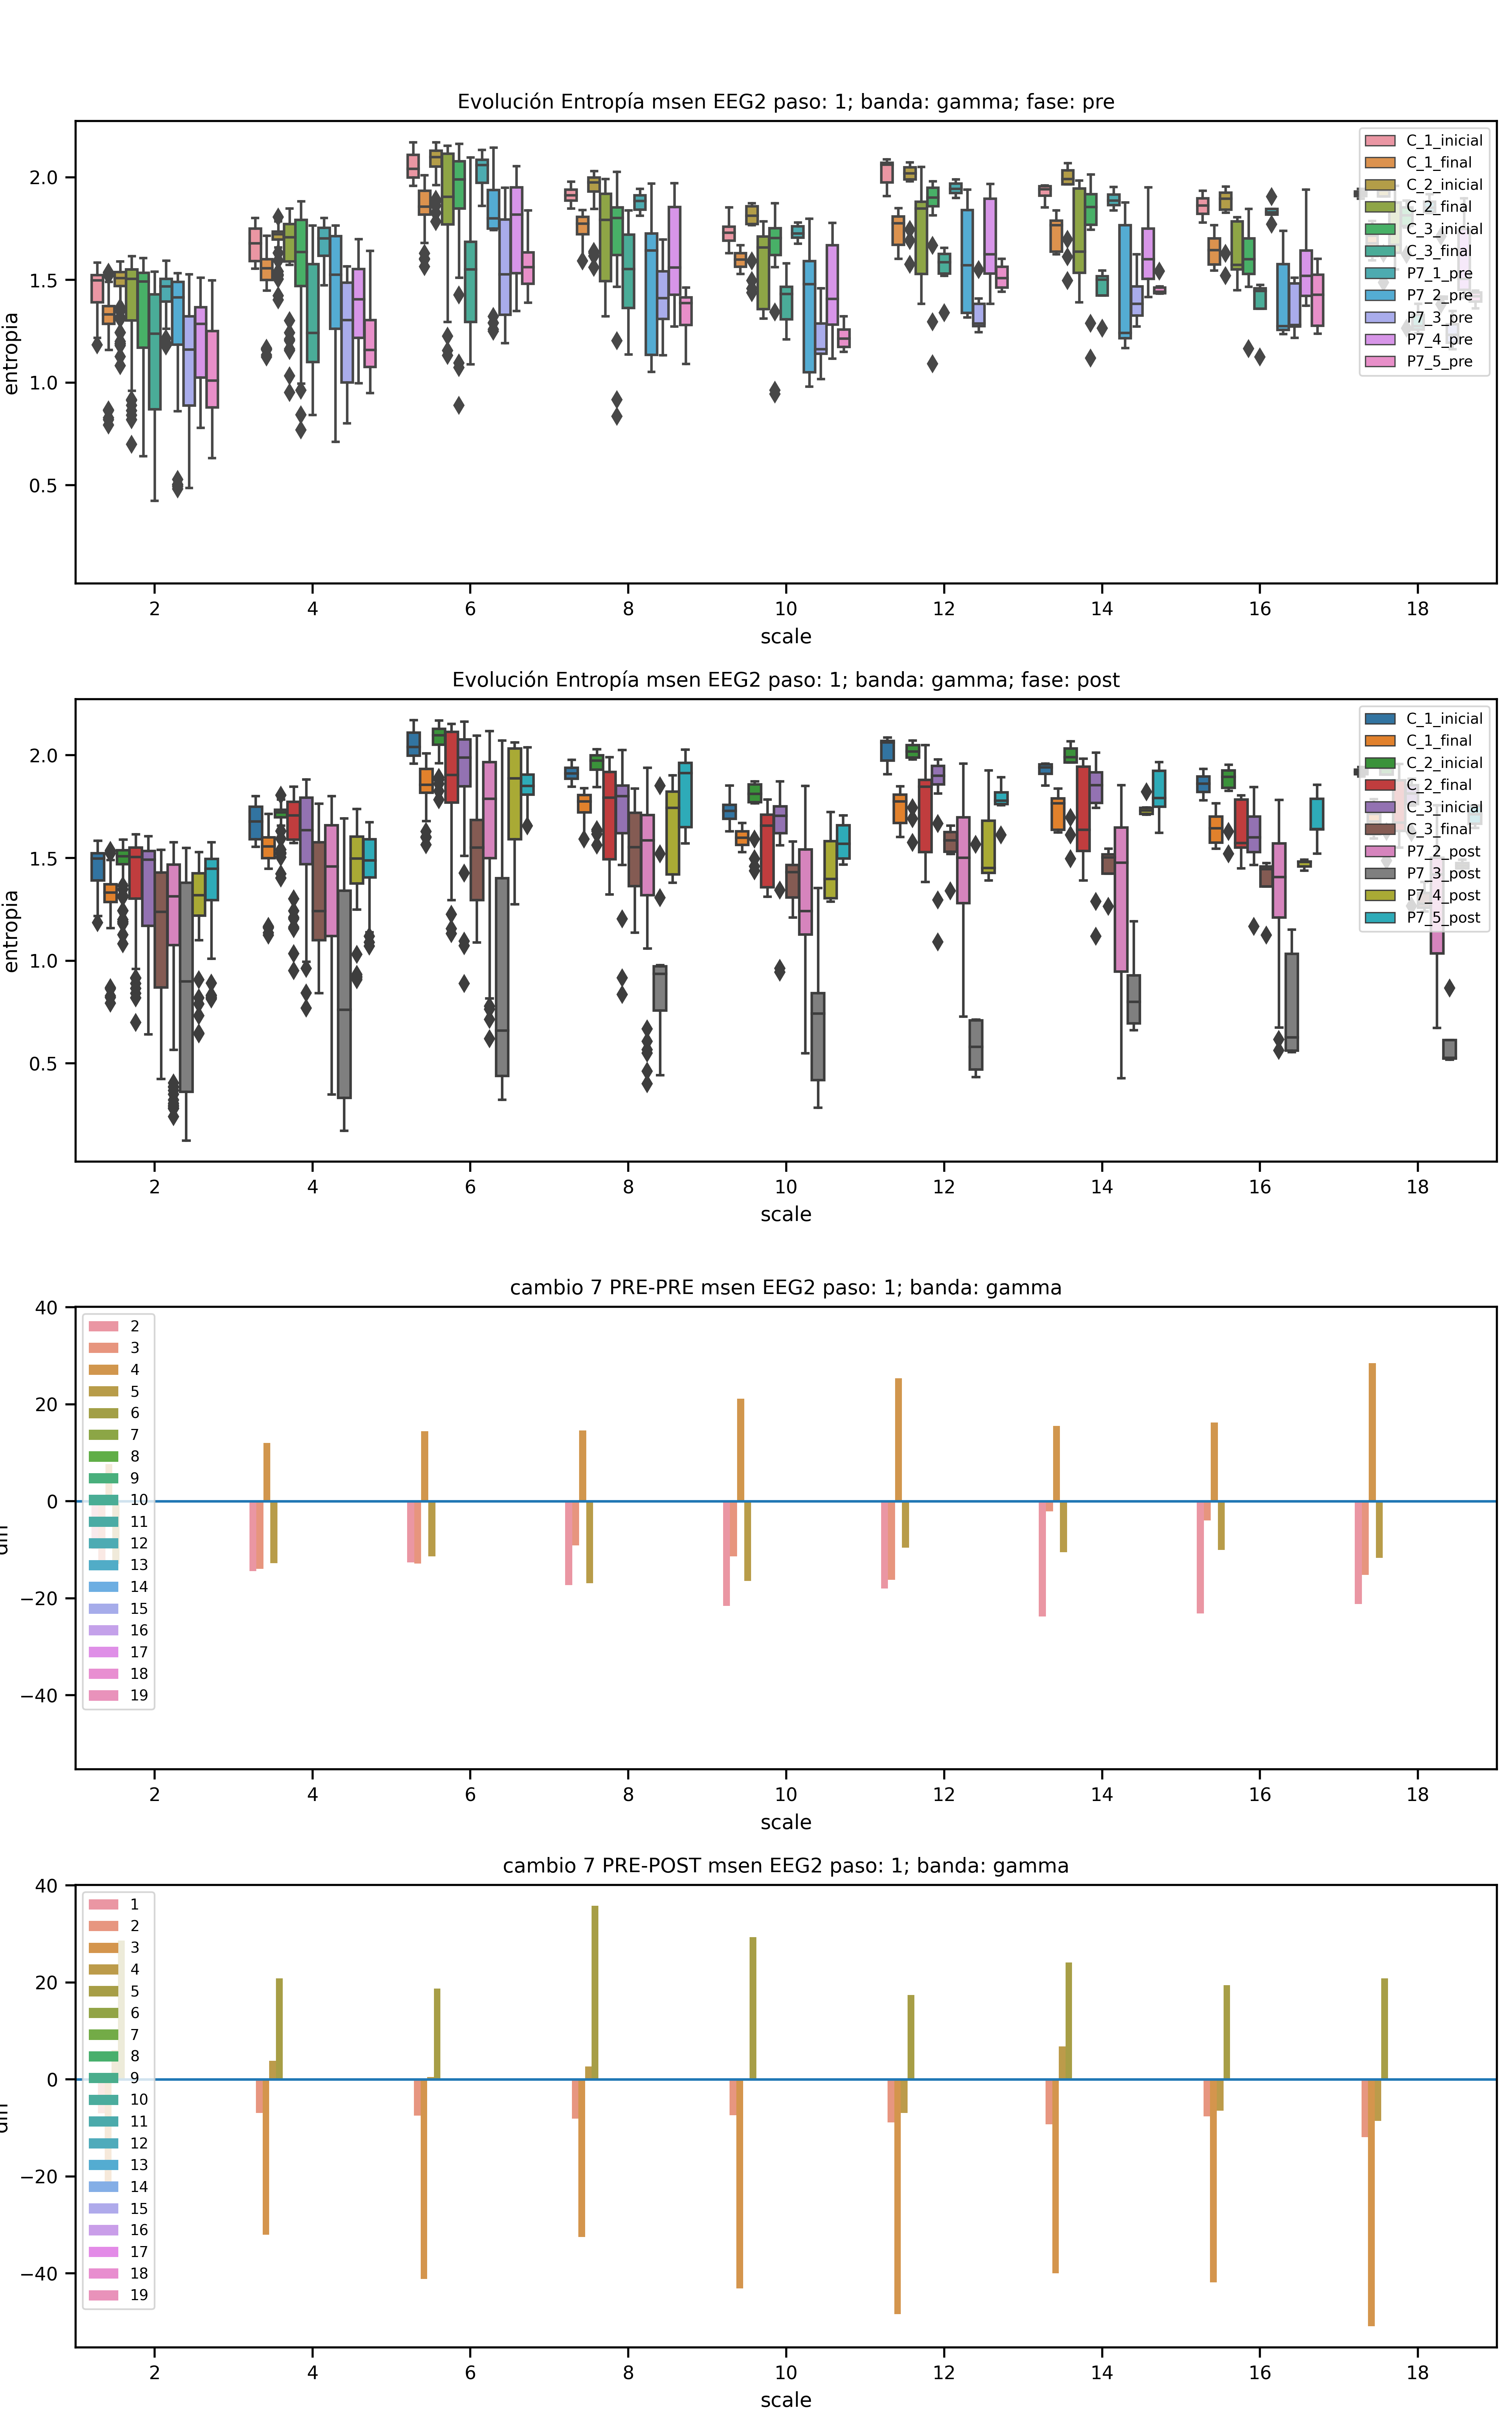 Evolución Entropía msen EEG2 paso: 1; banda: gamma; fase: pre
entropia
2.0
1.5
1.0
0.5
C_1_inicial
C_1_final
C_2_inicial
C_2_final
C_3_inicial
C_3_final
P7_1_pre
P7_2_pre
P7_3_pre
P7_4_pre
P7_5_pre
2 4 6 8 10 12 14 16 18
scale
Evolución Entropía msen EEG2 paso: 1; banda: gamma; fase: post
entropia
2.0
1.5
1.0
0.5
C_1_inicial
C_1_final
C_2_inicial
C_2_final
C_3_inicial
C_3_final
P7_2_post
P7_3_post
P7_4_post
P7_5_post
2 4 6 8 10 12 14 16 18
scale
cambio 7 PRE-PRE msen EEG2 paso: 1; banda: gamma
40
20
0
−20
−40
2
3
4
5
6
7
8
9
10
11
12
13
14
15
16
17
18
19
2 4 6 8 10 12 14 16 18
scale
cambio 7 PRE-POST msen EEG2 paso: 1; banda: gamma
40
20
0
−20
−40
1
2
3
4
5
6
7
8
9
10
11
12
13
14
15
16
17
18
19
2 4 6 8 10 12 14 16 18
scale